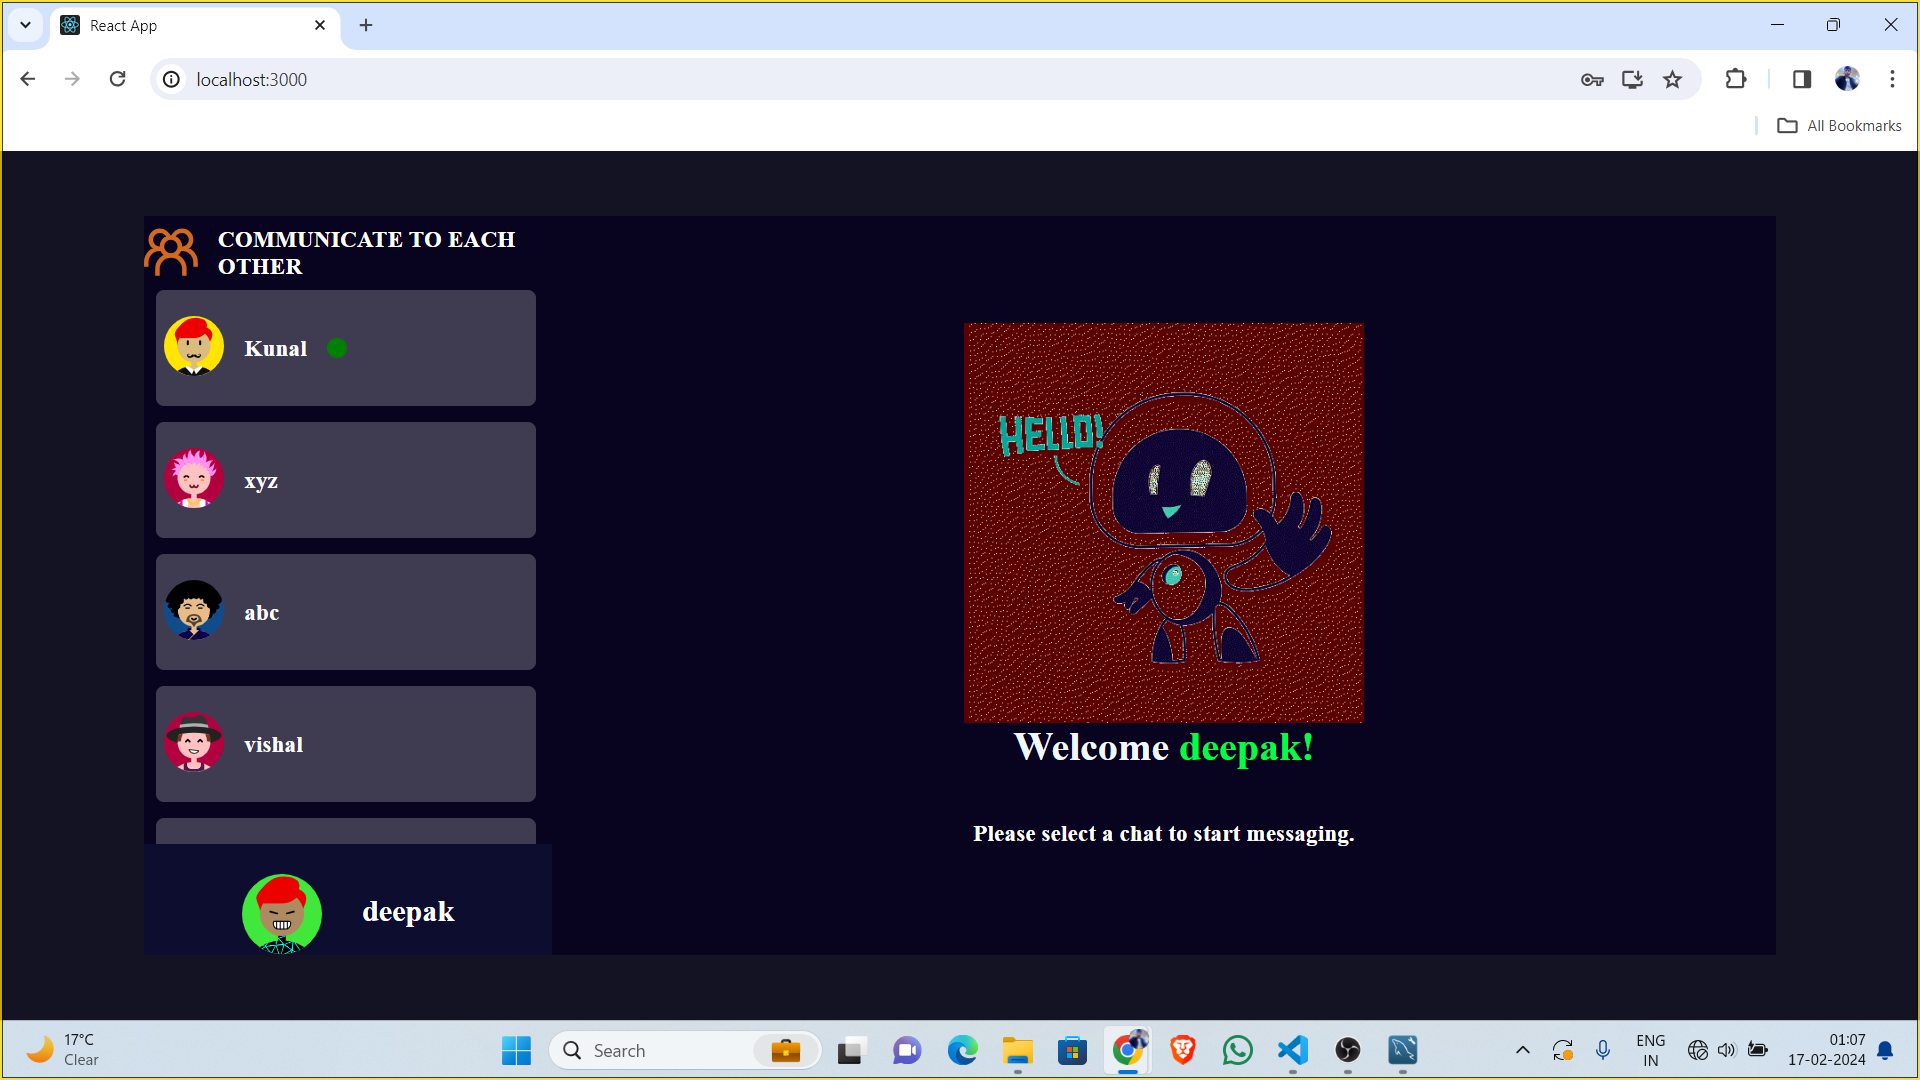 React App
localhost:3000
All Bookmarks
COMMUNICATE TO EACH
OTHER
Kunal
xyz
abc
vishal
deepak
HELLO!
Welcome deepak!
Please select a chat to start messaging.
17°C
Clear
Search
ENG
IN
01:07
17-02-2024